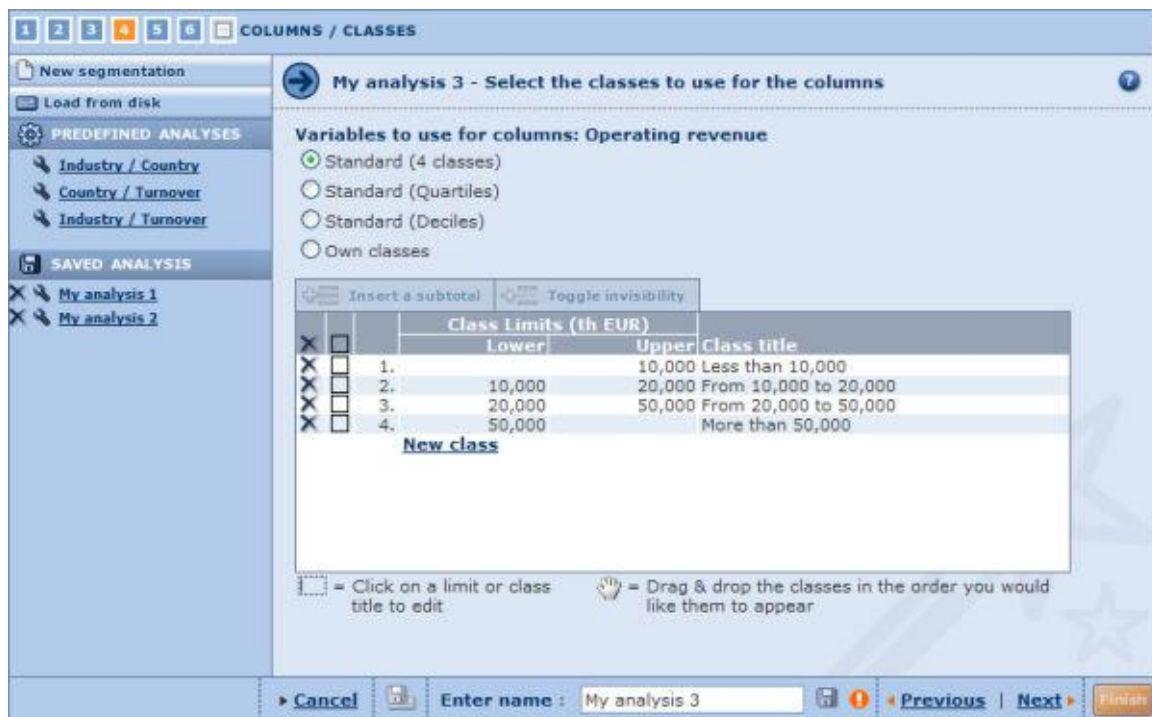 1 2 3 4 5 6 COLUMNS / CLASSES
New segmentation
Load from disk
PREDEFINED ANALYSES
Industry / Country
Country / Turnover
Industry / Turnover
SAVED ANALYSIS
My analysis 1
My analysis 2
My analysis 3 - Select the classes to use for the columns ?
Variables to use for columns: Operating revenue
Standard (4 classes)
Standard (Quartiles)
Standard (Deciles)
Own classes
Insert a subtotal Toggle invisibility
Class Limits (th EUR)
Lower Upper Class title
1. 10,000 Less than 10,000
2. 10,000 20,000 From 10,000 to 20,000
3. 20,000 50,000 From 20,000 to 50,000
4. 50,000 More than 50,000
New class
= Click on a limit or class
title to edit
= Drag & drop the classes in the order you would
like them to appear
Cancel Enter name : My analysis 3 ! Previous | Next Finish